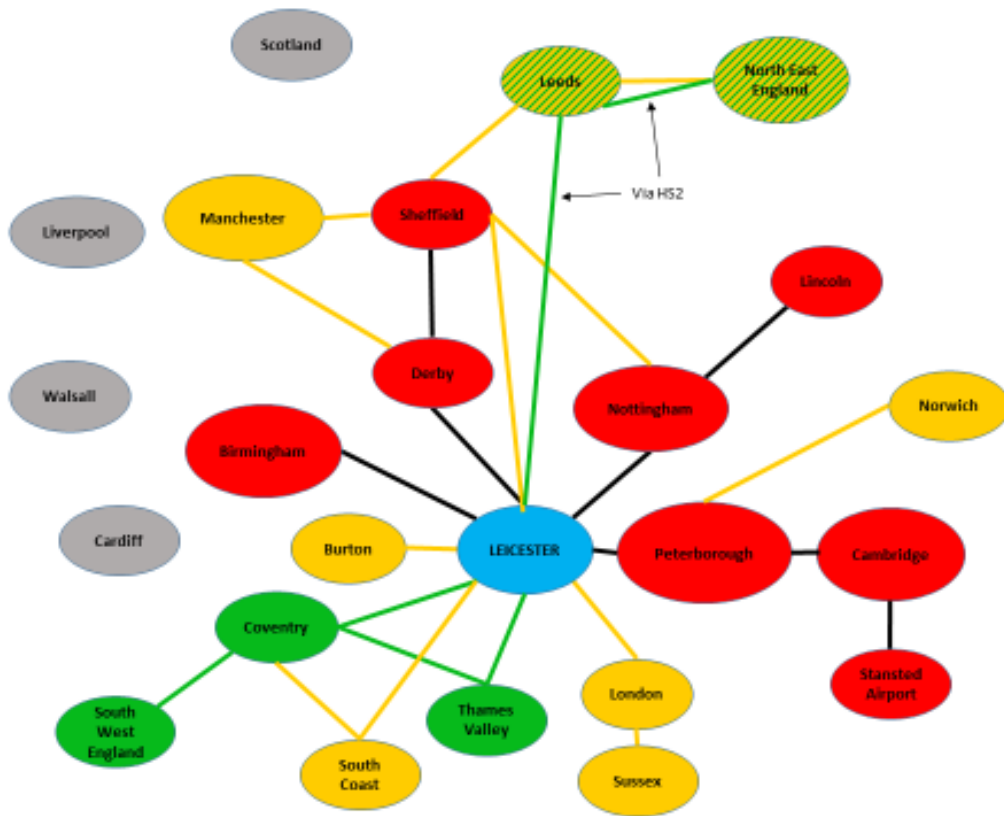 Scotland
Leeds
North East
England
Via HS2
Manchester
Sheffield
Liverpool
Lincoln
Derby
Walsall
Nottingham
Norwich
Birmingham
Cardiff
Burton
LEICESTER
Peterborough
Cambridge
Coventry
Stansted
Airport
London
South
West
England
Thames
Valley
South
Coast
Sussex